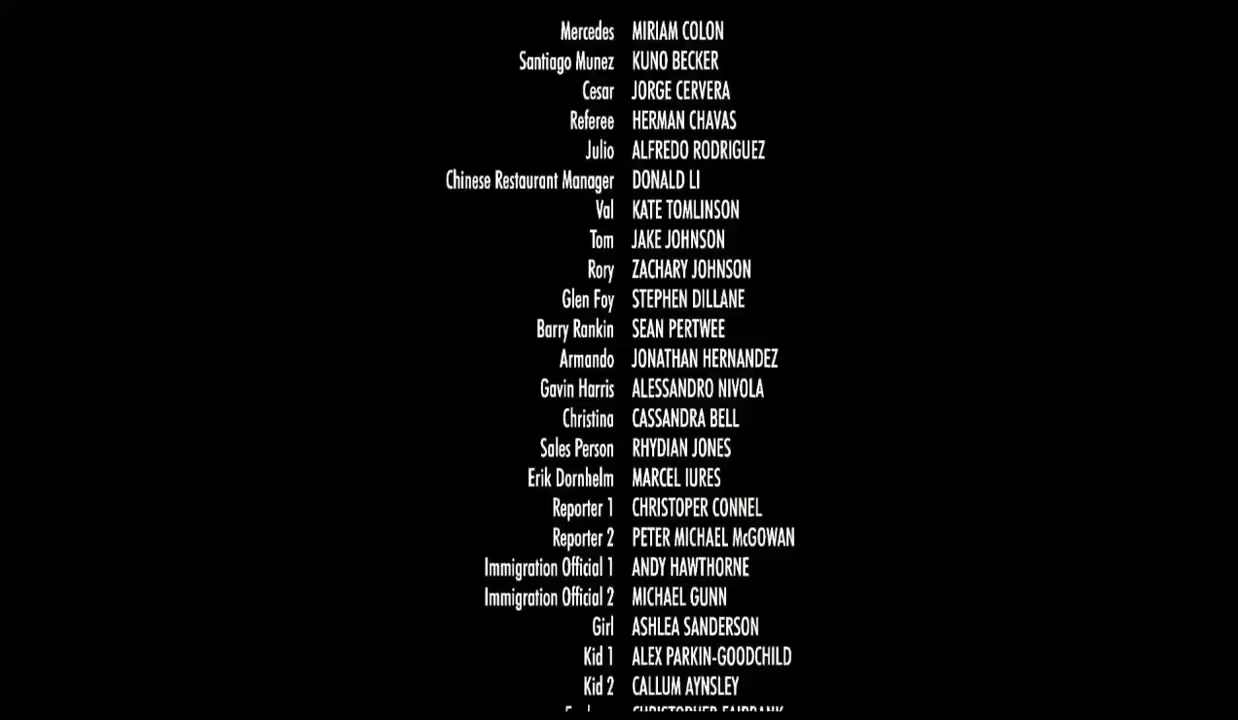 Mercedes MIRIAM COLON
Santiago Munez KUNO BECKER
Cesar JORGE CERVERA
Referee HERMAN CHAVAS
Julio ALFREDO RODRIGUEZ
Chinese Restaurant Manager DONALD LI
Val KATE TOMLINSON
Tom JAKE JOHNSON
Rory ZACHARY JOHNSON
Glen Foy STEPHEN DILLANE
Barry Rankin SEAN PERTWEE
Armando JONATHAN HERNANDEZ
Gavin Harris ALESSANDRO NIVOLA
Christina CASSANDRA BELL
Sales Person RHYDIAN JONES
Erik Dornhelm MARCEL IURES
Reporter 1 CHRISTOPER CONNEL
Reporter 2 PETER MICHAEL McGOWAN
Immigration Official 1 ANDY HAWTHORNE
Immigration Official 2 MICHAEL GUNN
Girl ASHLEA SANDERSON
Kid 1 ALEX PARKIN-GOODCHILD
Kid 2 CALLUM AYNSLEY
CHRISTOPHER FAIRBANK